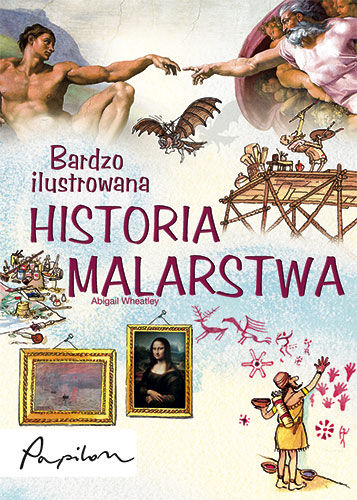 Bardzo
ilustrowana
HISTORIA
MALARSTWA
Abigail Wheatley
Papilon